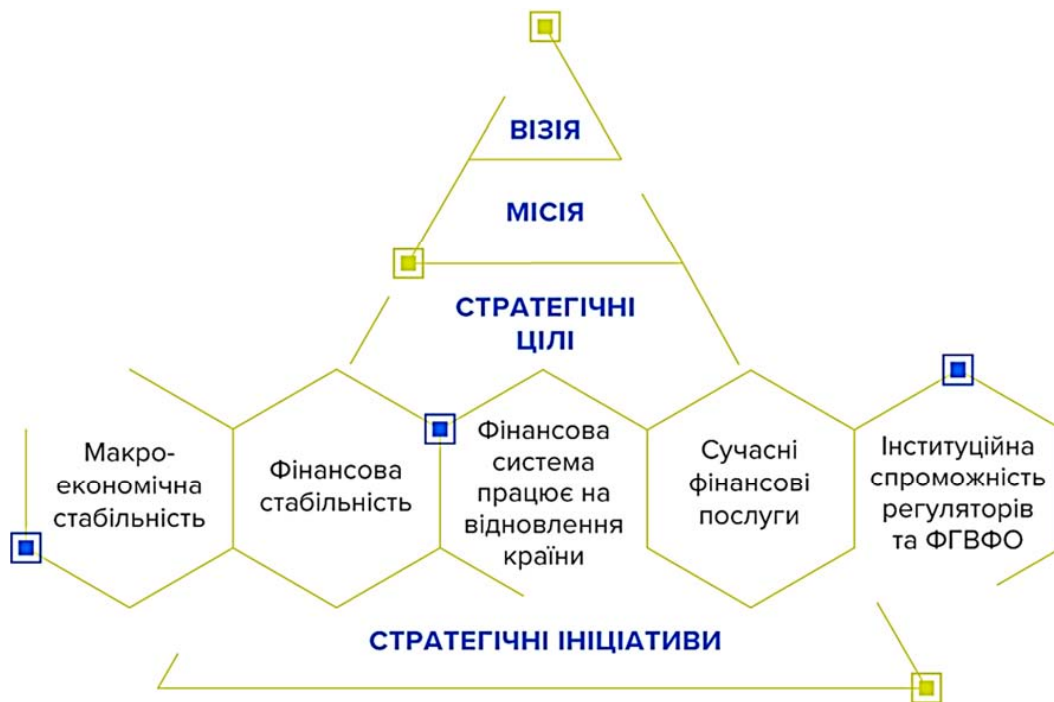 ВІЗІЯ
МІСІЯ
СТРАТЕГІЧНІ
ЦІЛІ
Макро-
економічна
стабільність
Фінансова
стабільність
Фінансова
система
працює на
відновлення
країни
Сучасні
фінансові
послуги
Інституційна
спроможність
регуляторів
та ФГВФО
СТРАТЕГІЧНІ ІНІЦІАТИВИ